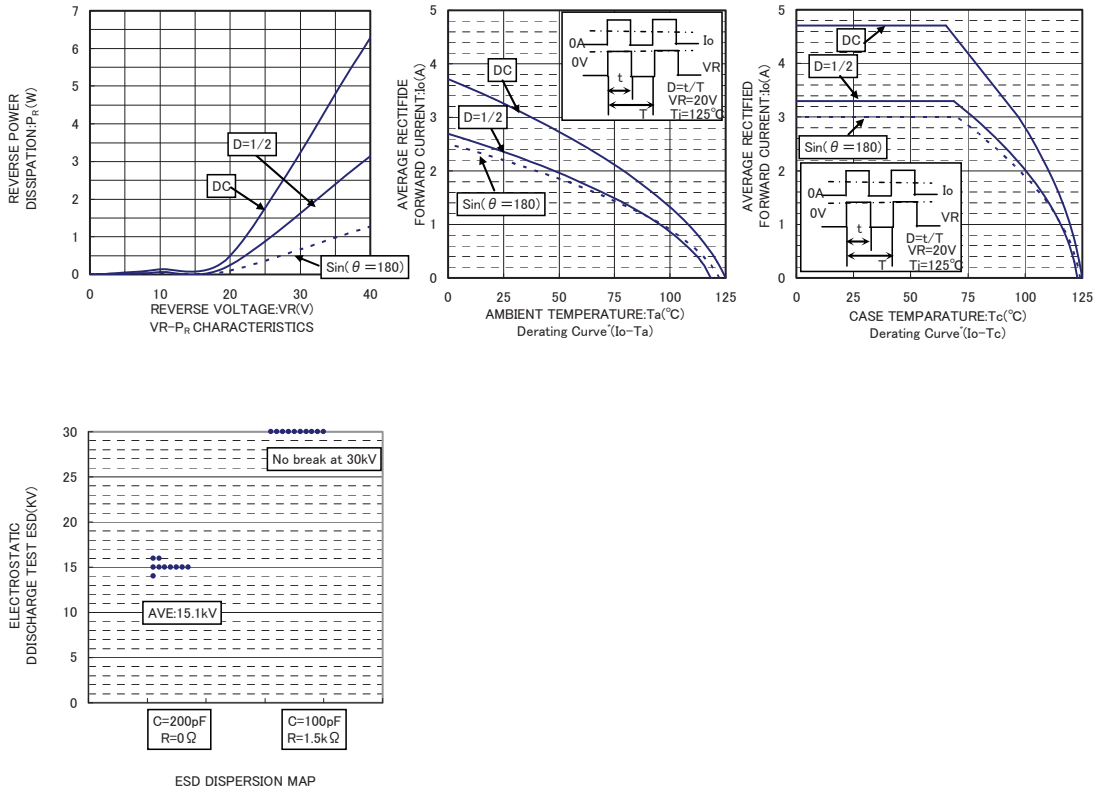 REVERSE POWER
DISSIPATION:PR(W)
7
6
5
4
3
2
1
0
D=1/2
DC
Sin(θ=180)
0 10 20 30 40
REVERSE VOLTAGE:VR(V)
VR-PR CHARACTERISTICS
AVERAGE RECTIFIDE
FORWARD CURRENT:Io(A)
5
4
3
2
1
0
DC
D=1/2
Sin(θ=180)
0A
Io
0V
VR
t
T
D=t/T
VR=20V
Tj=125℃
0 25 50 75 100 125
AMBIENT TEMPERATURE:Ta(℃)
Derating Curve"(Io-Ta)
AVERAGE RECTIFIED
FORWARD CURRENT:Io(A)
5
4
3
2
1
0
DC
D=1/2
Sin(θ=180)
0A
Io
0V
VR
t
T
D=t/T
VR=20V
Tj=125℃
0 25 50 75 100 125
CASE TEMPARATURE:Tc(℃)
Derating Curve"(Io-Tc)
ELECTROSTATIC
DDISCHARGE TEST ESD(KV)
30
25
20
15
10
5
0
No break at 30kV
AVE:15.1kV
C=200pF
R=0Ω
C=100pF
R=1.5kΩ
ESD DISPERSION MAP